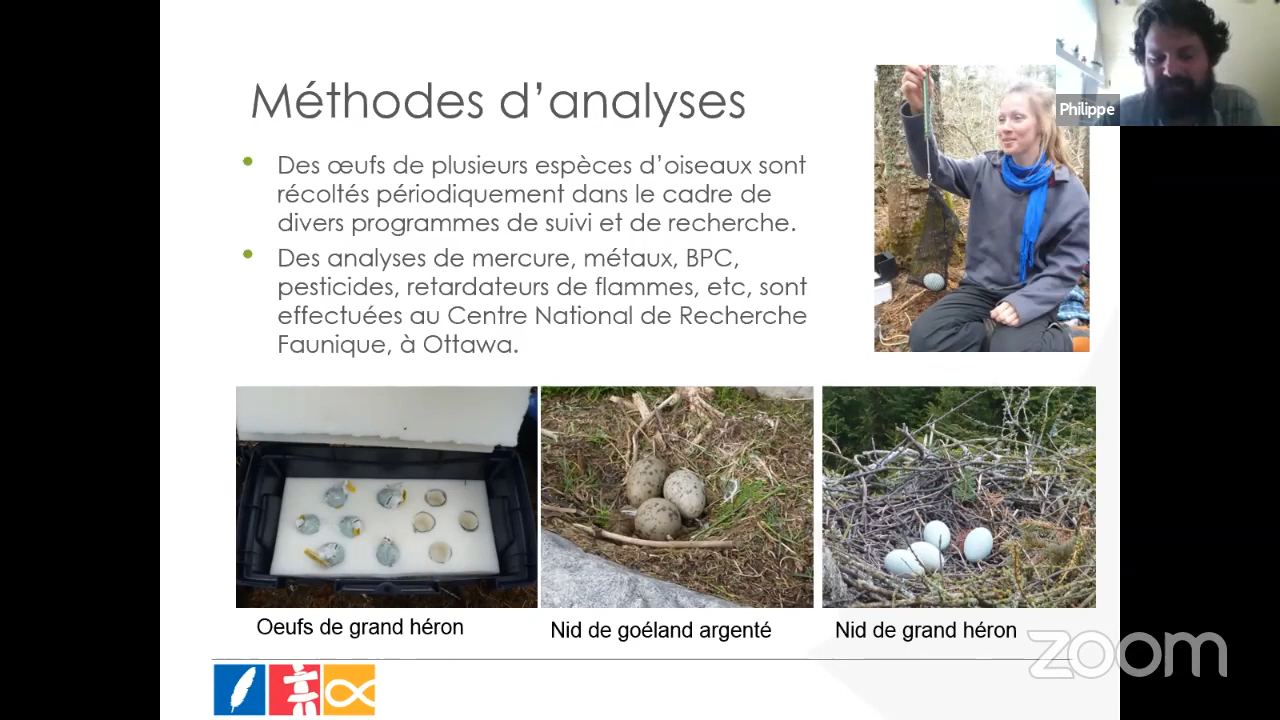 Méthodes d'analyses
Philippe
• Des œufs de plusieurs espèces d'oiseaux sont
récoltés périodiquement dans le cadre de
divers programmes de suivi et de recherche.
• Des analyses de mercure, métaux, BPC,
pesticides, retardateurs de flammes, etc, sont
effectuées au Centre National de Recherche
Faunique, à Ottawa.
Oeufs de grand héron
Nid de goéland argenté
Nid de grand héron
zoom